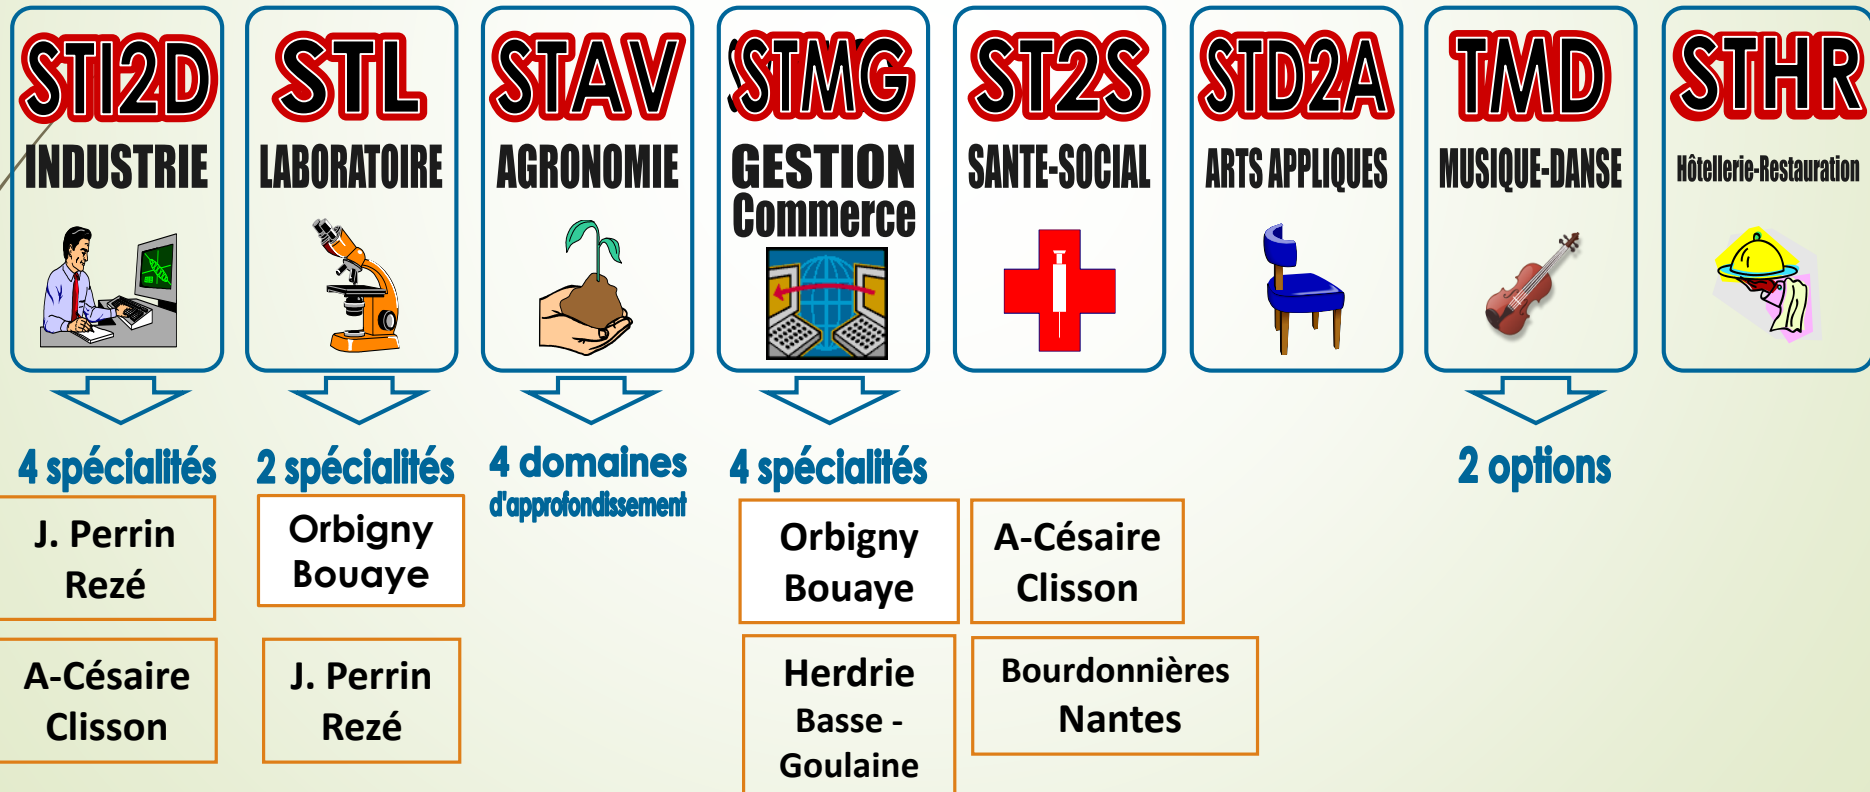 STI2D
INDUSTRIE
STL
LABORATOIRE
STAV
AGRONOMIE
STMG
GESTION
Commerce
ST2S
SANTE-SOCIAL
STD2A
ARTS APPLIQUES
TMD
MUSIQUE-DANSE
STHR
Hôtellerie-Restauration
4 spécialités
2 spécialités
4 domaines
d'approfondissement
4 spécialités
2 options
J. Perrin
Rezé
Orbigny
Bouaye
Orbigny
Bouaye
A-Césaire
Clisson
A-Césaire
Clisson
J. Perrin
Rezé
Herdrie
Basse -
Goulaine
Bourdonnières
Nantes